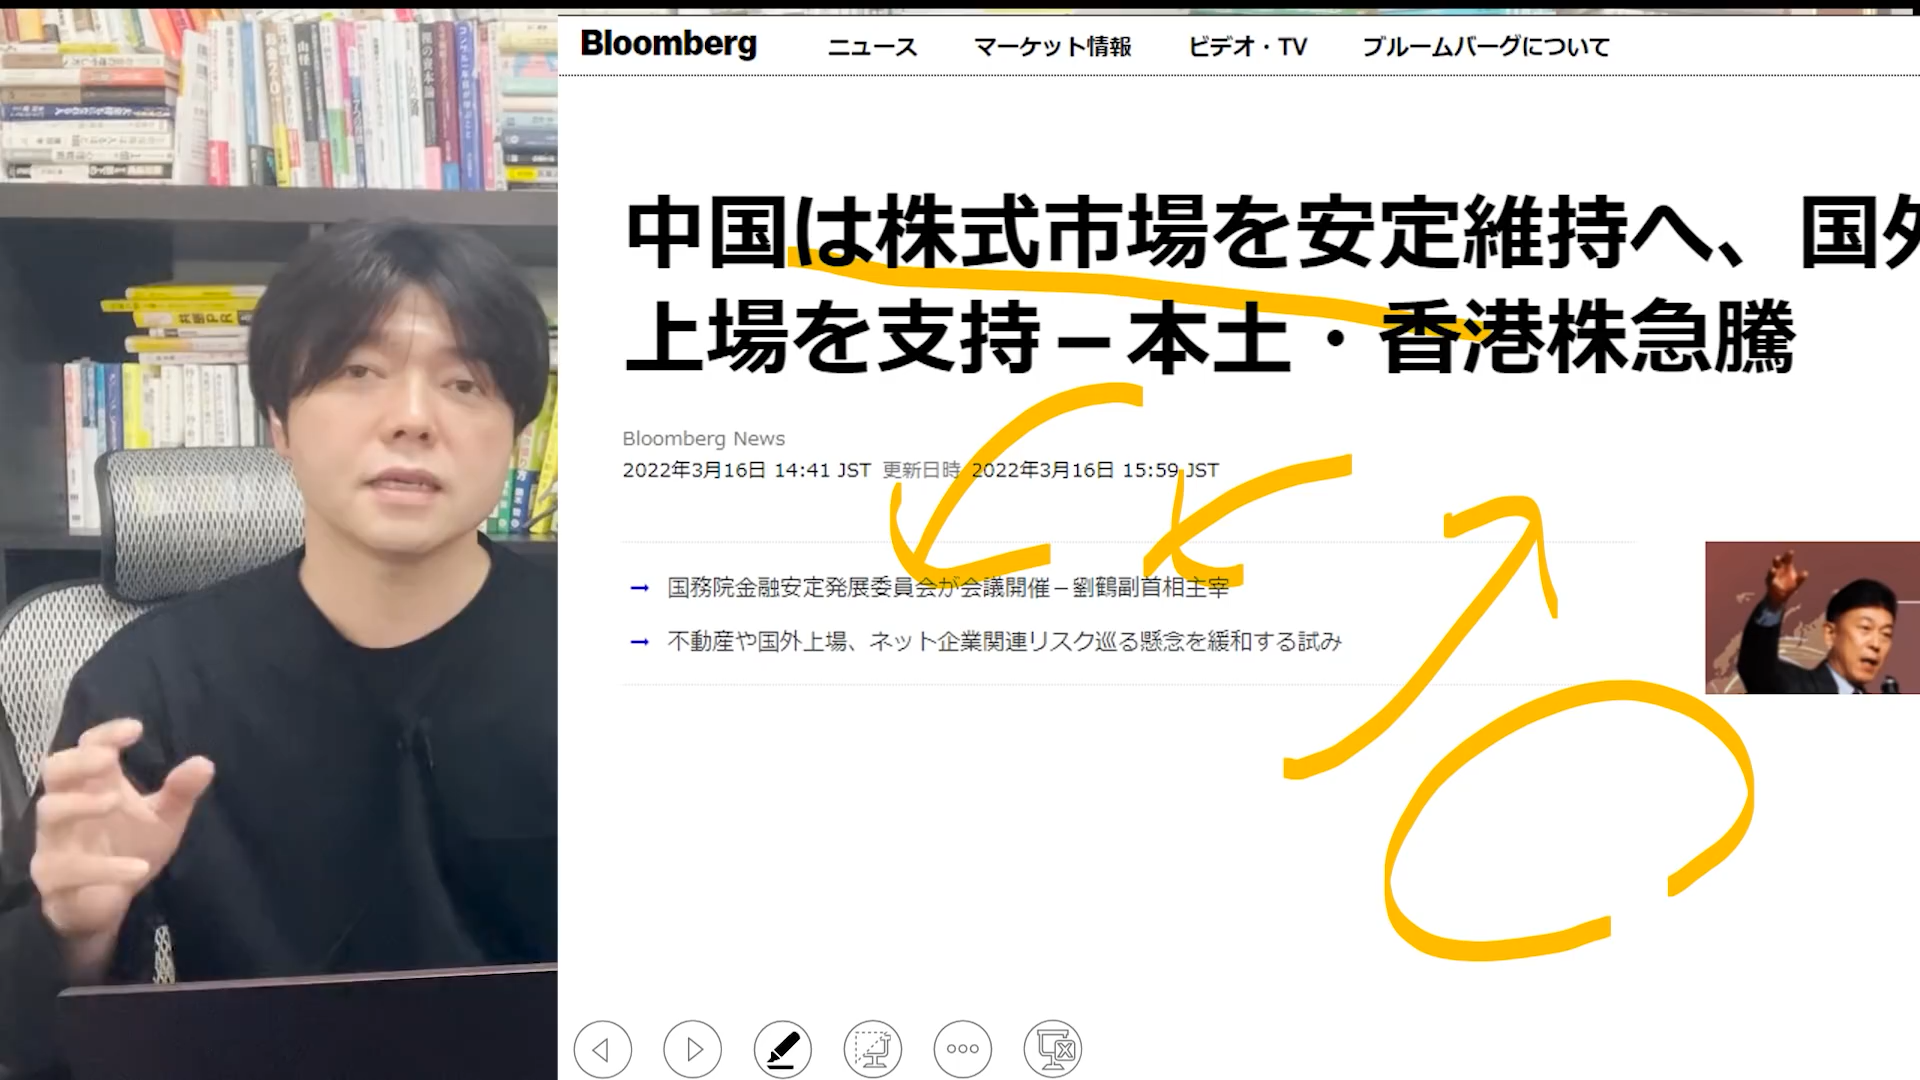 Bloomberg ニュース マーケット情報 ビデオ・TV ブルームバーグについて
中国は株式市場を安定維持へ、国外
上場を支持－本土・香港株急騰
Bloomberg News
2022年3月16日 14:41 JST 更新日時 2022年3月16日 15:59 JST
→ 国務院金融安定発展委員会が会議開催－劉鶴副首相主宰
→ 不動産や国外上場、ネット企業関連リスク巡る懸念を緩和する試み